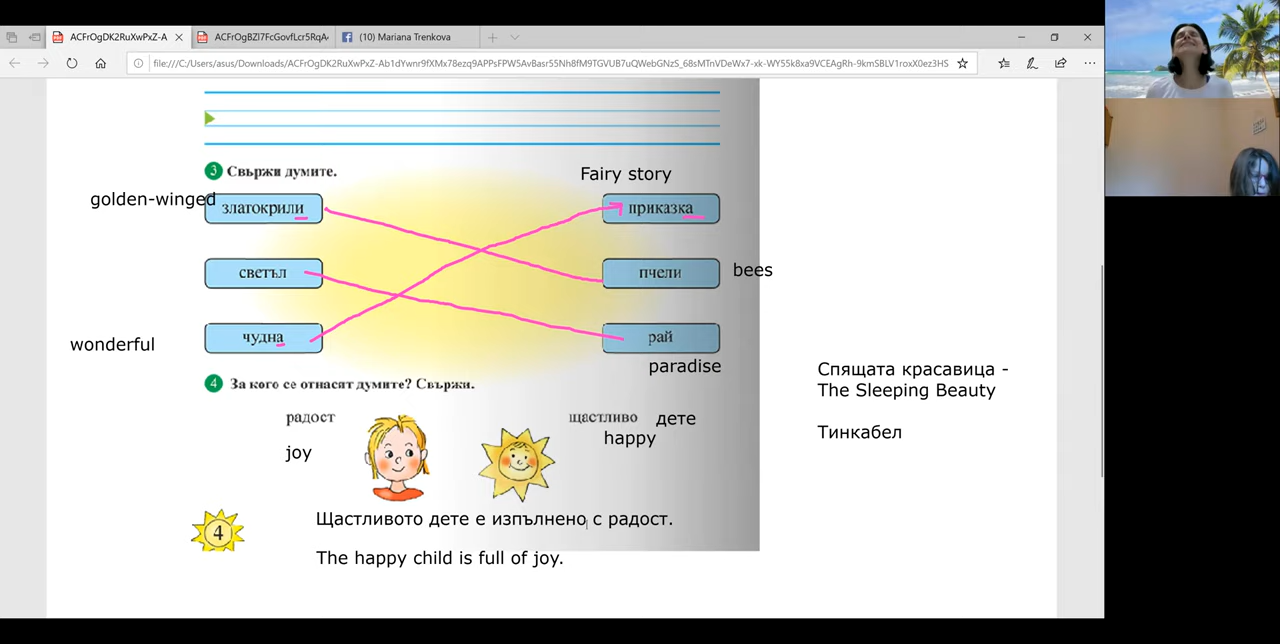 ACFrOgDK2RuXwPxZ-A
ACFrOgBZI7FcGovfLcr5RqA
(10) Mariana Trenkova
file:///C:/Users/asus/Downloads/ACFrOgDK2RuXwPxZ-Ab1dYwnr9fXMx78ezq9APPsFPW5AvBasr55Nh8fM9TGVUB7uQWebGNzS_68sMTnVDeWx7-xk-WY55k8xa9VCEAgRh-9kmSBLV1roxX0ez3HS
3 Свържи думите.
Fairy story
golden-winged
златокрили
приказка
светъл
пчели
bees
wonderful
чудна
рай
paradise
4 За кого се отнасят думите? Свържи.
радост
щастливо
дете
joy
happy
4
Щастливото дете е изпълнено с радост.
The happy child is full of joy.
Спящата красавица -
The Sleeping Beauty
Тинкабел